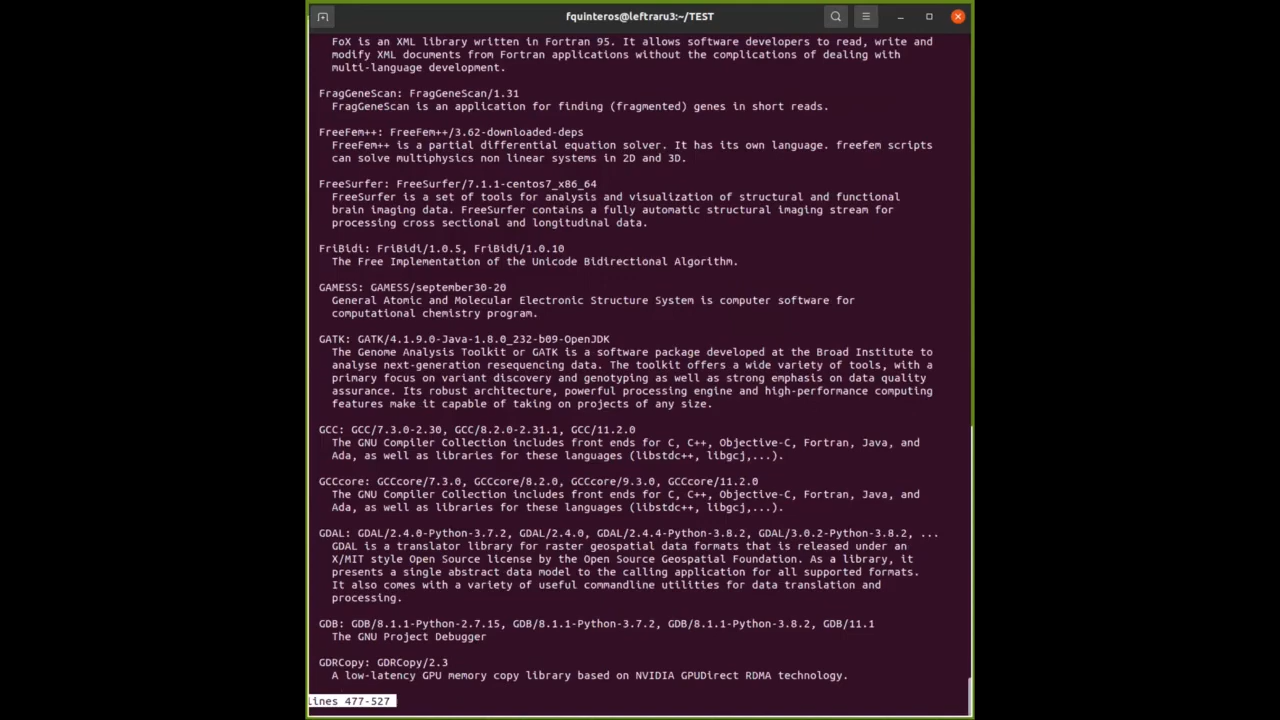 fquinteros@leftraru3:~/TEST
FoX is an XML library written in Fortran 95. It allows software developers to read, write and
modify XML documents from Fortran applications without the complications of dealing with
multi-language development.
FragGeneScan: FragGeneScan/1.31
FragGeneScan is an application for finding (fragmented) genes in short reads.
FreeFem++: FreeFem++/3.62-downloaded-deps
FreeFem++ is a partial differential equation solver. It has its own language. freefem scripts
can solve multiphysics non linear systems in 2D and 3D.
FreeSurfer: FreeSurfer/7.1.1-centos7_x86_64
FreeSurfer is a set of tools for analysis and visualization of structural and functional
brain imaging data. FreeSurfer contains a fully automatic structural imaging stream for
processing cross sectional and longitudinal data.
FriBidi: FriBidi/1.0.5, FriBidi/1.0.10
The Free Implementation of the Unicode Bidirectional Algorithm.
GAMESS: GAMESS/september30-20
General Atomic and Molecular Electronic Structure System is computer software for
computational chemistry program.
GATK: GATK/4.1.9.0-Java-1.8.0_232-b09-OpenJDK
The Genome Analysis Toolkit or GATK is a software package developed at the Broad Institute to
analyse next-generation resequencing data. The toolkit offers a wide variety of tools, with a
primary focus on variant discovery and genotyping as well as strong emphasis on data quality
assurance. Its robust architecture, powerful processing engine and high-performance computing
features make it capable of taking on projects of any size.
GCC: GCC/7.3.0-2.30, GCC/8.2.0-2.31.1, GCC/11.2.0
The GNU Compiler Collection includes front ends for C, C++, Objective-C, Fortran, Java, and
Ada, as well as libraries for these languages (libstdc++, libgcj,...).
GCCcore: GCCcore/7.3.0, GCCcore/8.2.0, GCCcore/9.3.0, GCCcore/11.2.0
The GNU Compiler Collection includes front ends for C, C++, Objective-C, Fortran, Java, and
Ada, as well as libraries for these languages (libstdc++, libgcj,...).
GDAL: GDAL/2.4.0-Python-3.7.2, GDAL/2.4.0, GDAL/2.4.4-Python-3.8.2, GDAL/3.0.2-Python-3.8.2, ...
GDAL is a translator library for raster geospatial data formats that is released under an
X/MIT style Open Source license by the Open Source Geospatial Foundation. As a library, it
presents a single abstract data model to the calling application for all supported formats.
It also comes with a variety of useful commandline utilities for data translation and
processing.
GDB: GDB/8.1.1-Python-2.7.15, GDB/8.1.1-Python-3.7.2, GDB/8.1.1-Python-3.8.2, GDB/11.1
The GNU Project Debugger
GDRCopy: GDRCopy/2.3
A low-latency GPU memory copy library based on NVIDIA GPUDirect RDMA technology.
lines 477-527